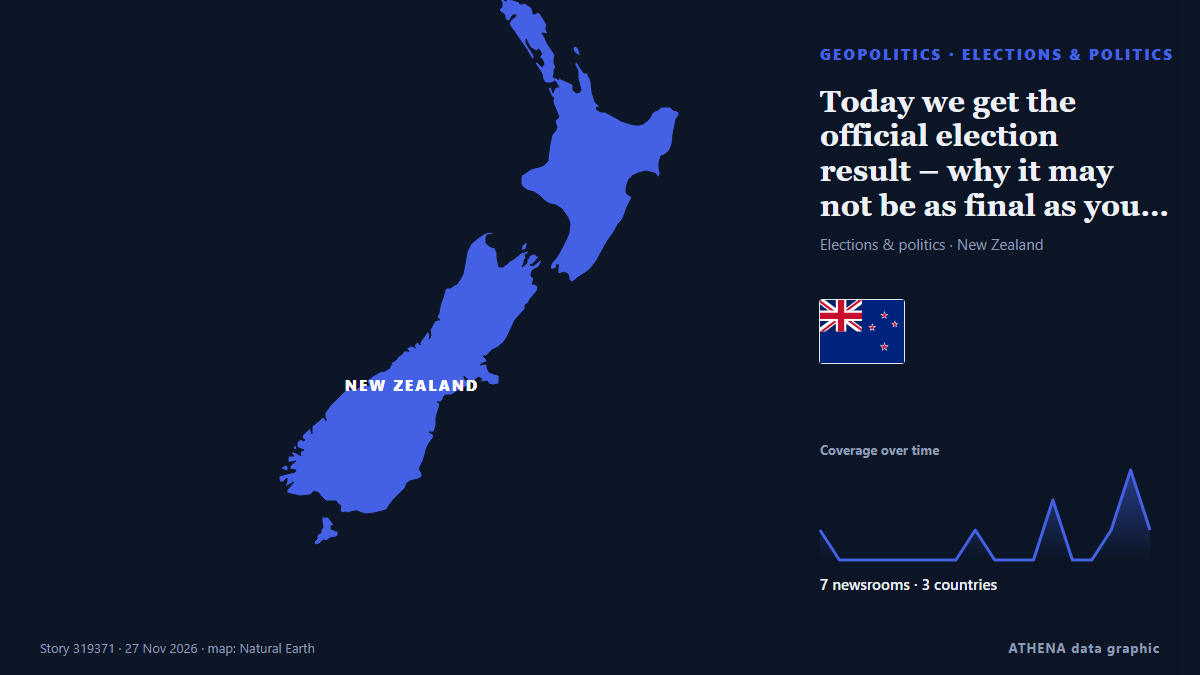 GEOPOLITICS · ELECTIONS & POLITICS
Today we get the
official election
result – why it may
not be as final as you…
Elections & politics · New Zealand
NEW ZEALAND
Coverage over time
7 newsrooms · 3 countries
Story 319371 · 27 Nov 2026 · map: Natural Earth
ATHENA data graphic